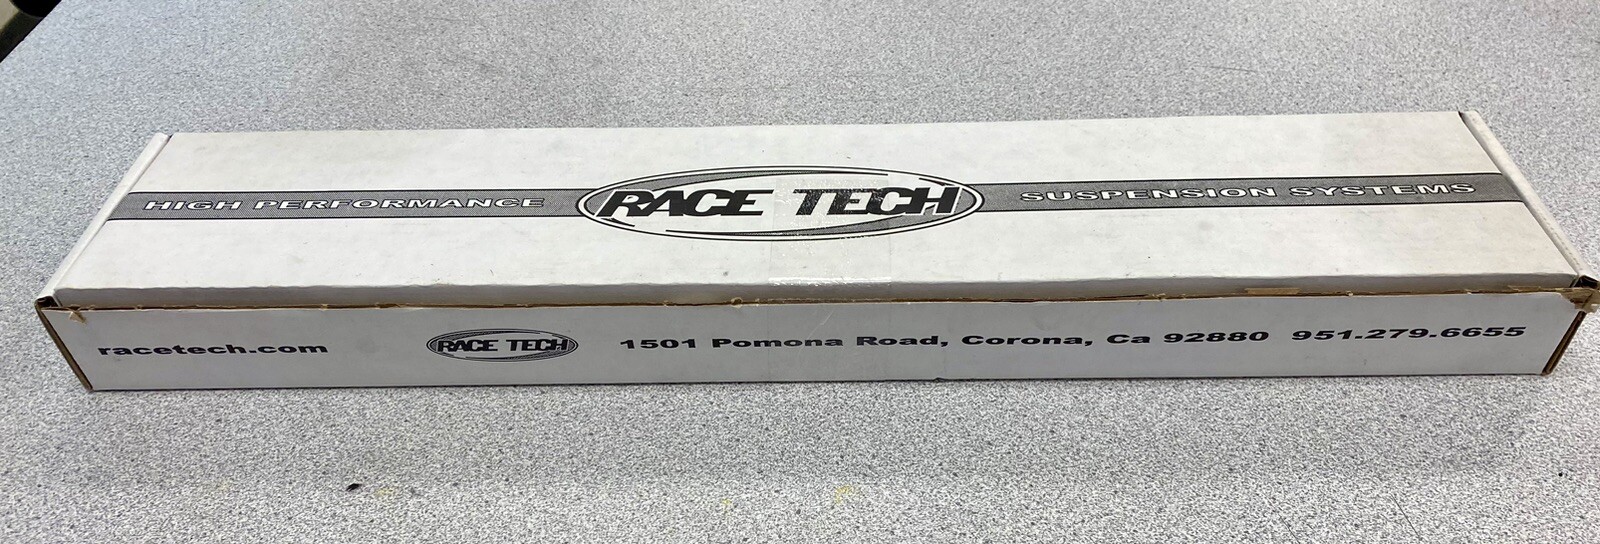 HIGH PERFORMANCE RACE TECH SUSPENSION SYSTEMS
racetech.com RACE TECH 1501 Pomona Road, Corona, Ca 92880 951.279.6655